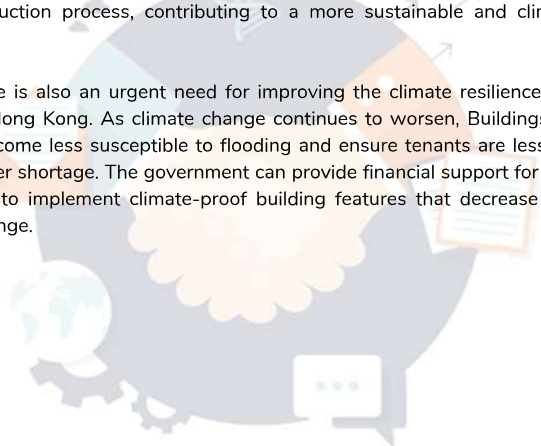 uction process, contributing to a more sustainable and clim
e is also an urgent need for improving the climate resilience
Hong Kong. As climate change continues to worsen, Buildings
come less susceptible to flooding and ensure tenants are less
er shortage. The government can provide financial support for
to implement climate-proof building features that decrease
nge.